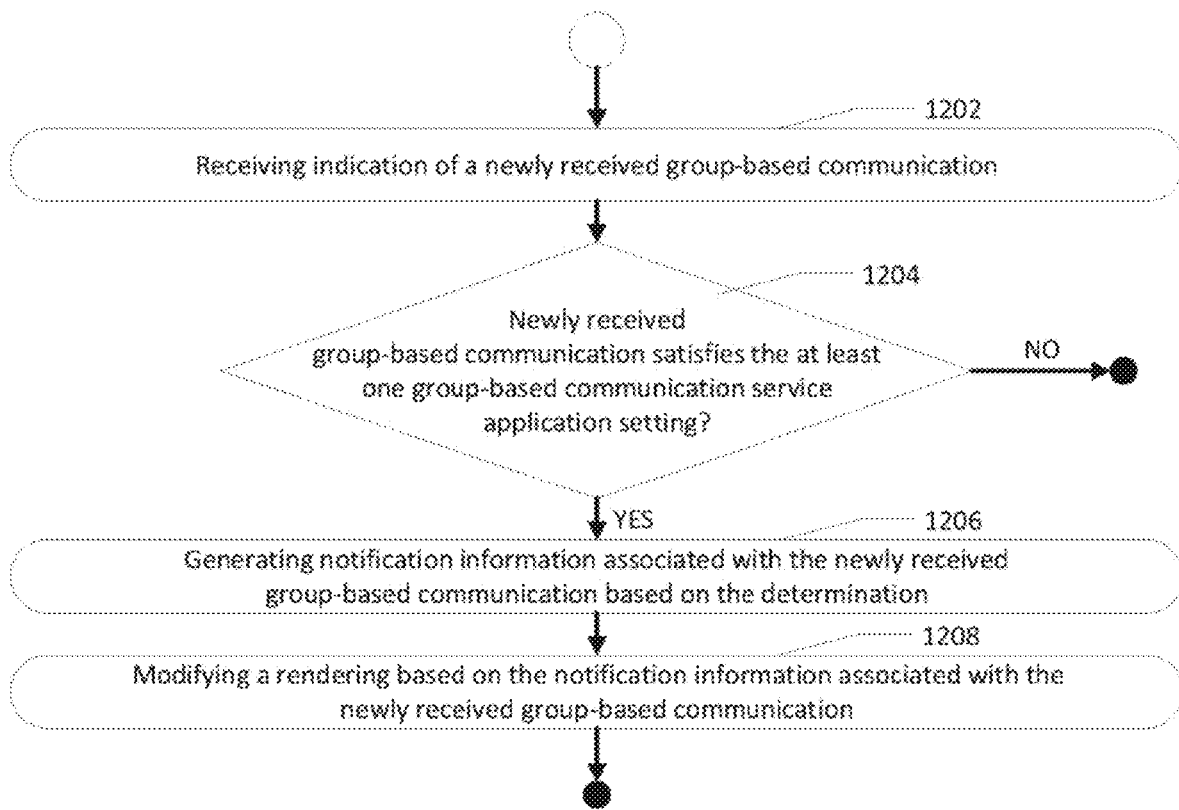 1202
Receiving indication of a newly received group-based communication
1204
Newly received
group-based communication satisfies the at least
one group-based communication service
application setting?
NO
YES
1206
Generating notification information associated with the newly received
group-based communication based on the determination
1208
Modifying a rendering based on the notification information associated with the
newly received group-based communication